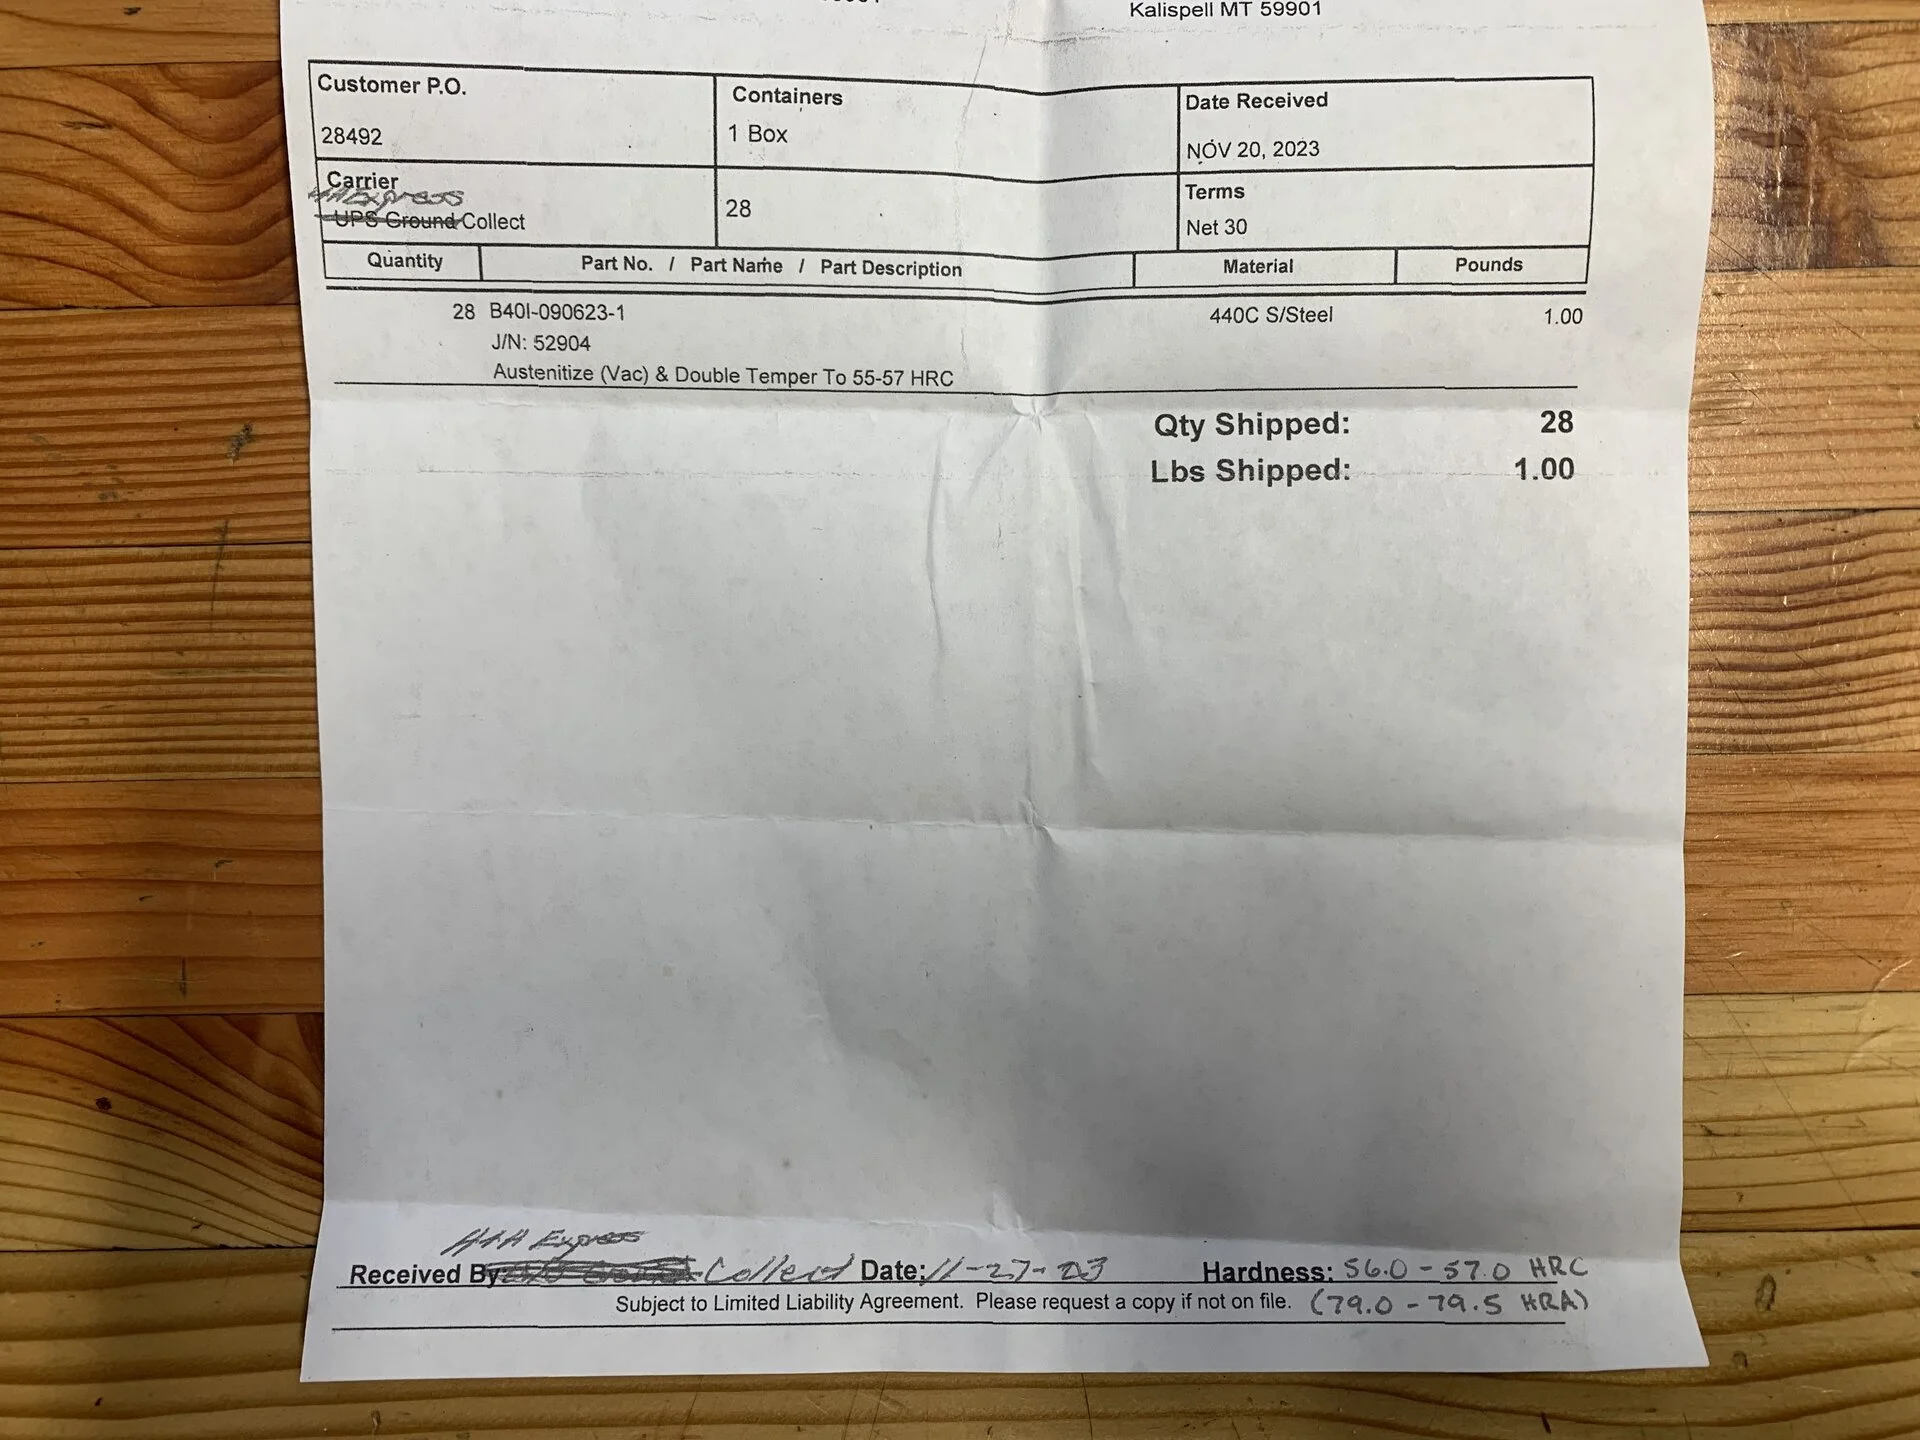 Kalispell MT 59901
Customer P.O.
28492
Containers
1 Box
Date Received
NOV 20, 2023
Carrier
Express
UPS Ground Collect
28
Terms
Net 30
Quantity
Part No. / Part Name / Part Description
Material
Pounds
28 B40I-090623-1 440C S/Steel 1.00
J/N: 52904
Austenitize (Vac) & Double Temper To 55-57 HRC
Qty Shipped: 28
Lbs Shipped: 1.00
Express
Received By: Collect Date: 11-27-23 Hardness: 56.0 - 57.0 HRC
Subject to Limited Liability Agreement. Please request a copy if not on file. (79.0 - 79.5 HRA)